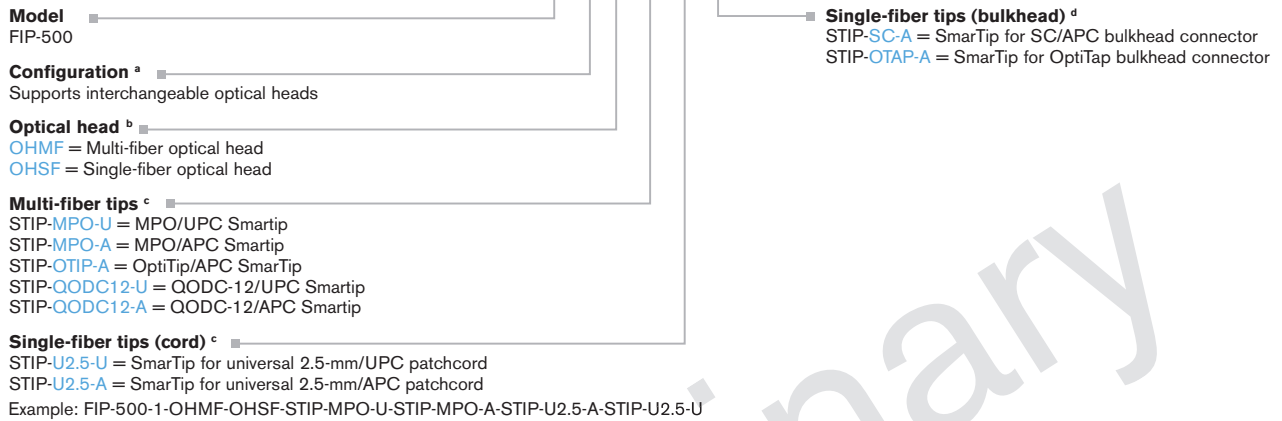 Model
FIP-500
Configuration a
Supports interchangeable optical heads
Optical head b
OHMF = Multi-fiber optical head
OHSF = Single-fiber optical head
Multi-fiber tips c
STIP-MPO-U = MPO/UPC Smartip
STIP-MPO-A = MPO/APC Smartip
STIP-OTIP-A = OptiTip/APC SmarTip
STIP-QODC12-U = QODC-12/UPC Smartip
STIP-QODC12-A = QODC-12/APC Smartip
Single-fiber tips (cord) c
STIP-U2.5-U = SmarTip for universal 2.5-mm/UPC patchcord
STIP-U2.5-A = SmarTip for universal 2.5-mm/APC patchcord
Example: FIP-500-1-OHMF-OHSF-STIP-MPO-U-STIP-MPO-A-STIP-U2.5-A-STIP-U2.5-U
Single-fiber tips (bulkhead) d
STIP-SC-A = SmarTip for SC/APC bulkhead connector
STIP-OTAP-A = SmarTip for OptiTap bulkhead connector
inary